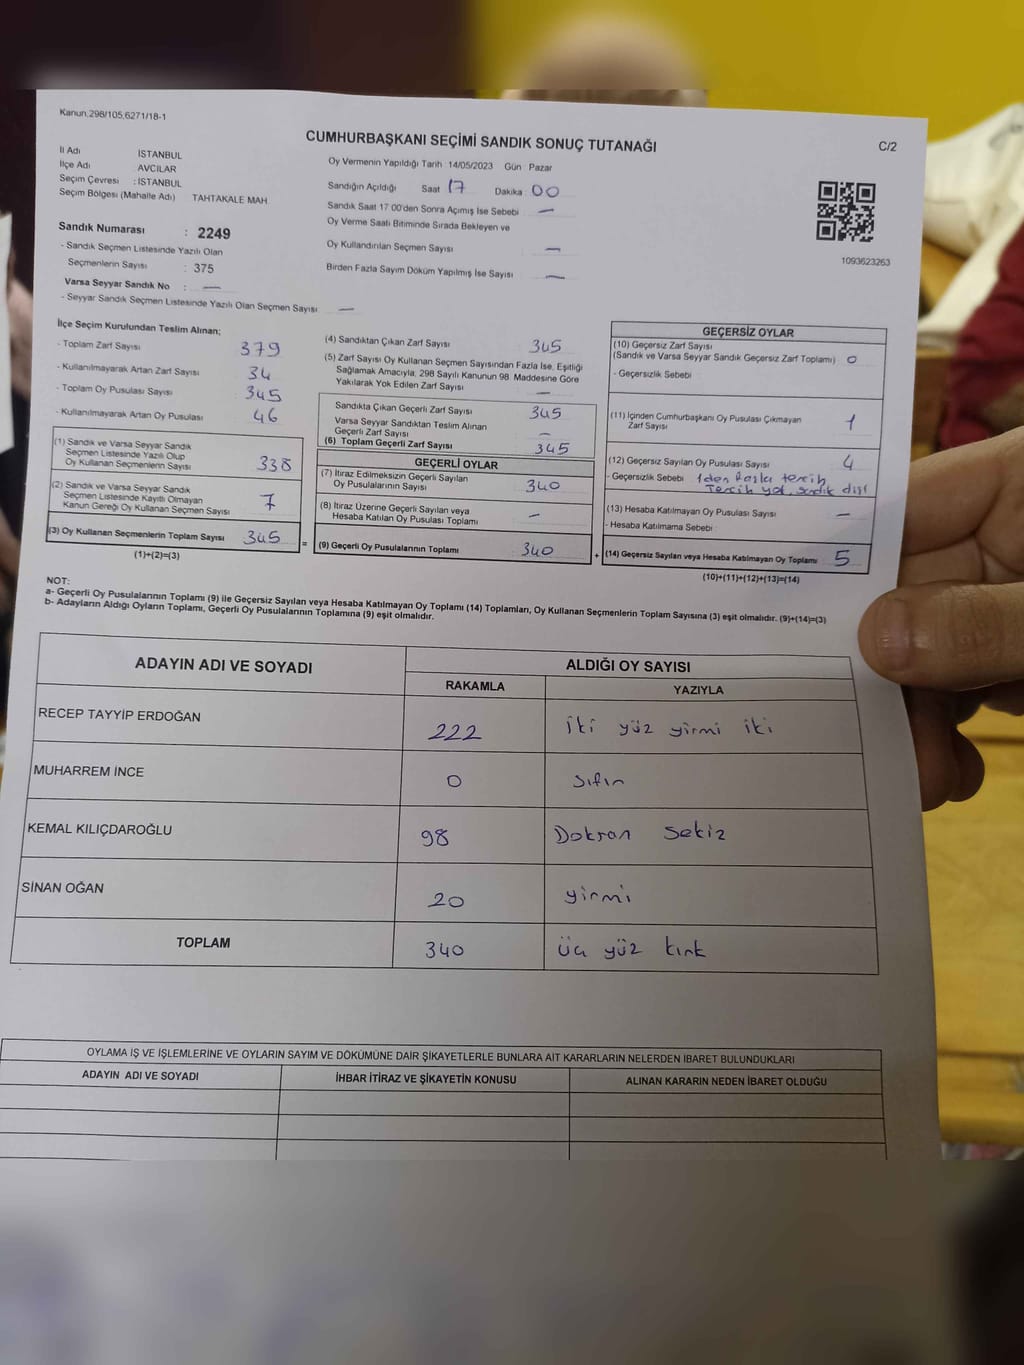 Kanun;298/105,6271/18-1
CUMHURBAŞKANI SEÇİMİ SANDIK SONUÇ TUTANAĞI
C/2
İl Adı İSTANBUL
İlçe Adı AVCILAR
Seçim Çevresi : İSTANBUL
Seçim Bölgesi (Mahalle Adı) TAHTAKALE MAH
Sandık Numarası : 2249
- Sandık Seçmen Listesinde Yazılı Olan
Seçmenlerin Sayısı : 375
Varsa Seyyar Sandık No : —
- Seyyar Sandık Seçmen Listesinde Yazılı Olan Seçmen Sayısı —
Oy Vermenin Yapıldığı Tarih 14/05/2023 Gün Pazar
Sandığın Açıldığı Saat 17 Dakika : 00
Sandık Saat 17:00'den Sonra Açımış İse Sebebi —
Oy Verme Saati Bitiminde Sırada Bekleyen ve
Oy Kullandırılan Seçmen Sayısı —
Birden Fazla Sayım Döküm Yapılmış İse Sayısı —
1093623263
İlçe Seçim Kurulundan Teslim Alınan;
- Toplam Zarf Sayısı 379
- Kullanılmayarak Artan Zarf Sayısı 34
- Toplam Oy Pusulası Sayısı 345
- Kullanılmayarak Artan Oy Pusulası 46
(1) Sandık ve Varsa Seyyar Sandık
Seçmen Listesinde Yazılı Olup
Oy Kullanan Seçmenlerin Sayısı 338
(2) Sandık ve Varsa Seyyar Sandık
Seçmen Listesinde Kayıtlı Olmayan
Kanun Gereği Oy Kullanan Seçmen Sayısı 7
(3) Oy Kullanan Seçmenlerin Toplam Sayısı 345
(1)+(2)=(3)
(4) Sandıktan Çıkan Zarf Sayısı 345
(5) Zarf Sayısı Oy Kullanan Seçmen Sayısından Fazla İse, Eşitliği
Sağlamak Amacıyla; 298 Sayılı Kanunun 98. Maddesine Göre
Yakılarak Yok Edilen Zarf Sayısı —
Sandıkta Çıkan Geçerli Zarf Sayısı 345
Varsa Seyyar Sandıktan Teslim Alınan
Geçerli Zarf Sayısı —
(6) Toplam Geçerli Zarf Sayısı 345
GEÇERLİ OYLAR
(7) İtiraz Edilmeksizin Geçerli Sayılan
Oy Pusulalarının Sayısı 340
(8) İtiraz Üzerine Geçerli Sayılan veya
Hesaba Katılan Oy Pusulası Toplamı —
= (9) Geçerli Oy Pusulalarının Toplamı 340 +
GEÇERSİZ OYLAR
(10) Geçersiz Zarf Sayısı
(Sandık ve Varsa Seyyar Sandık Geçersiz Zarf Toplamı) 0
- Geçersizlik Sebebi
(11) İçinden Cumhurbaşkanı Oy Pusulası Çıkmayan
Zarf Sayısı 1
(12) Geçersiz Sayılan Oy Pusulası Sayısı 4
- Geçersizlik Sebebi 1den fazla tercih
Tercih yok, sandık dışı
(13) Hesaba Katılmayan Oy Pusulası Sayısı —
- Hesaba Katılmama Sebebi :
(14) Geçersiz Sayılan veya Hesaba Katılmayan Oy Toplamı 5
(10)+(11)+(12)+(13)=(14)
NOT:
a- Geçerli Oy Pusulalarının Toplamı (9) ile Geçersiz Sayılan veya Hesaba Katılmayan Oy Toplamı (14) Toplamları, Oy Kullanan Seçmenlerin Toplam Sayısına (3) eşit olmalıdır. (9)+(14)=(3)
b- Adayların Aldığı Oyların Toplamı, Geçerli Oy Pusulalarının Toplamına (9) eşit olmalıdır.
ADAYIN ADI VE SOYADI
ALDIĞI OY SAYISI
RAKAMLA YAZIYLA
RECEP TAYYİP ERDOĞAN 222 iki yüz yirmi iki
MUHARREM İNCE 0 sıfır
KEMAL KILIÇDAROĞLU 98 Doksan sekiz
SİNAN OĞAN 20 yirmi
TOPLAM 340 üç yüz kırk
OYLAMA İŞ VE İŞLEMLERİNE VE OYLARIN SAYIM VE DÖKÜMÜNE DAİR ŞİKAYETLERLE BUNLARA AİT KARARLARIN NELERDEN İBARET BULUNDUKLARI
ADAYIN ADI VE SOYADI İHBAR İTİRAZ VE ŞİKAYETİN KONUSU ALINAN KARARIN NEDEN İBARET OLDUĞU